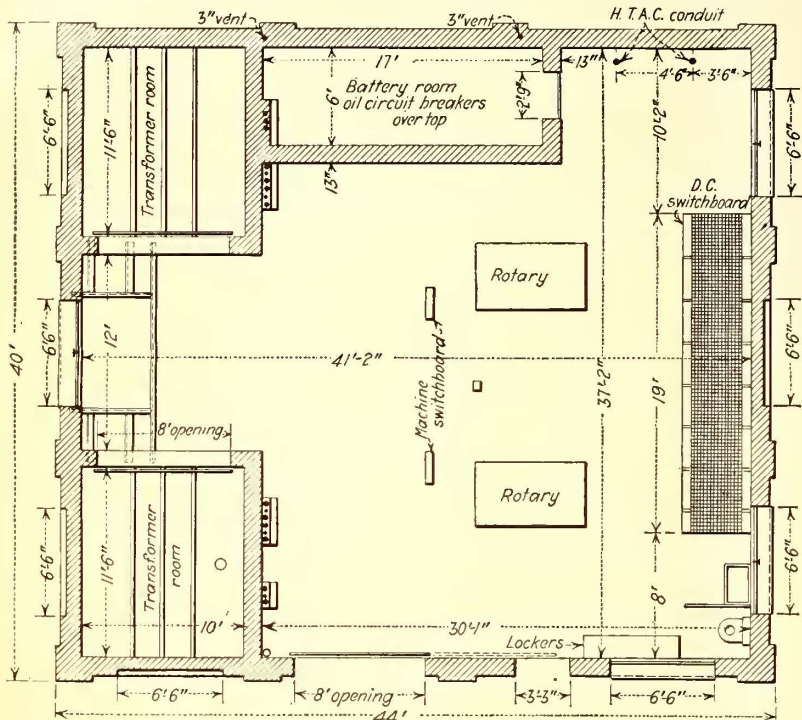 3"vent
3"vent
H.T.A.C. conduit
17'
13"
4'-6"
3'-6"
Battery room
oil circuit breakers
over top
6'
2'-9"
10'-2"
6'-6"
11'-6"
Transformer room
6'-6"
13"
D.C.
switchboard
Rotary
40'
6'6"
12'
41'-2"
Machine
switchboard
37'-2"
19'
6'6"
8'opening
Rotary
6'-6"
11'-6"
Transformer
room
6'-6"
8'
10'
30'-1"
Lockers
6'-6"
8'opening
3'-3"
6'-6"
44'